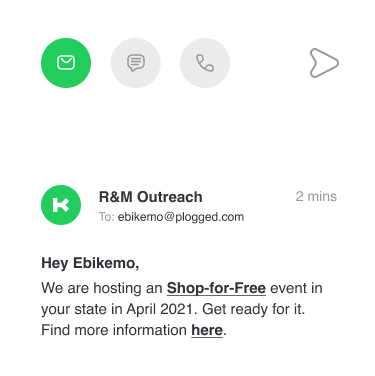 R&M Outreach
2 mins
To: ebikemo@plogged.com
Hey Ebikemo,
We are hosting an Shop-for-Free event in
your state in April 2021. Get ready for it.
Find more information here.